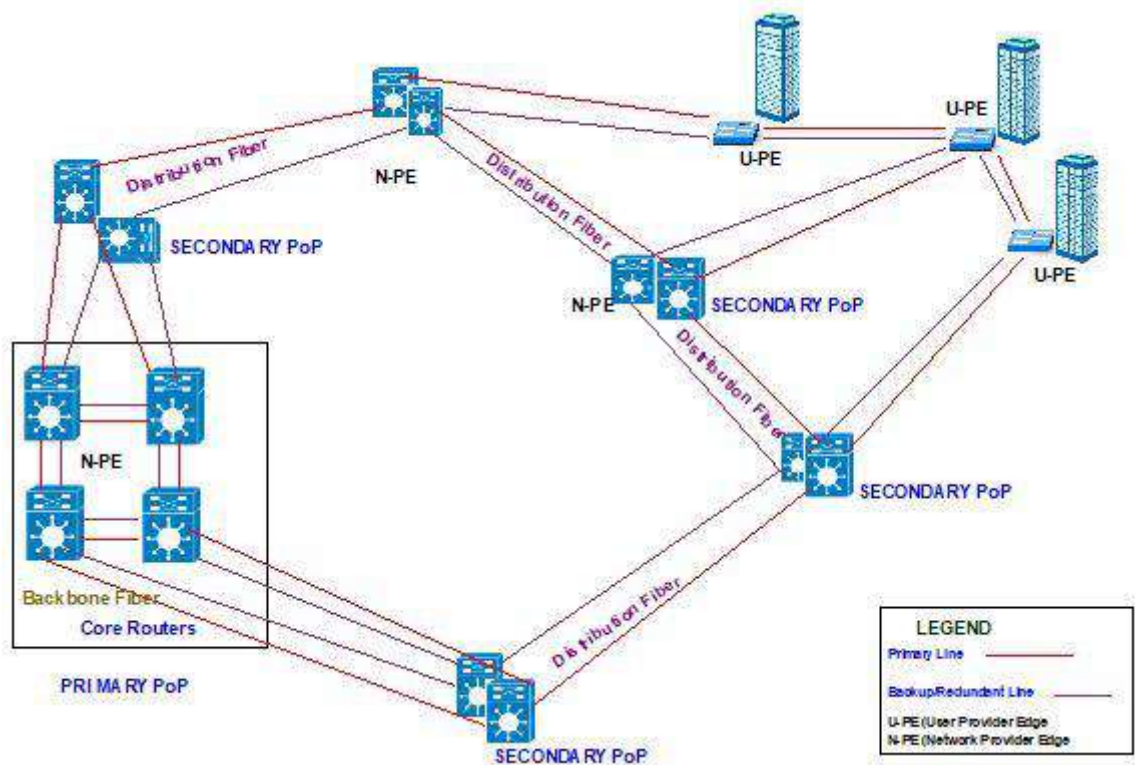 U-PE
U-PE
Distribution Fiber
N-PE
Distribution Fiber
SECONDARY PoP
U-PE
N-PE
SECONDARY PoP
Distribution Fiber
N-PE
SECONDARY PoP
Backbone Fiber
Core Routers
Distribution Fiber
PRIMARY PoP
SECONDARY PoP
LEGEND
Primary Line
Backup/Redundant Line
U-PE(User Provider Edge
N-PE(Network Provider Edge